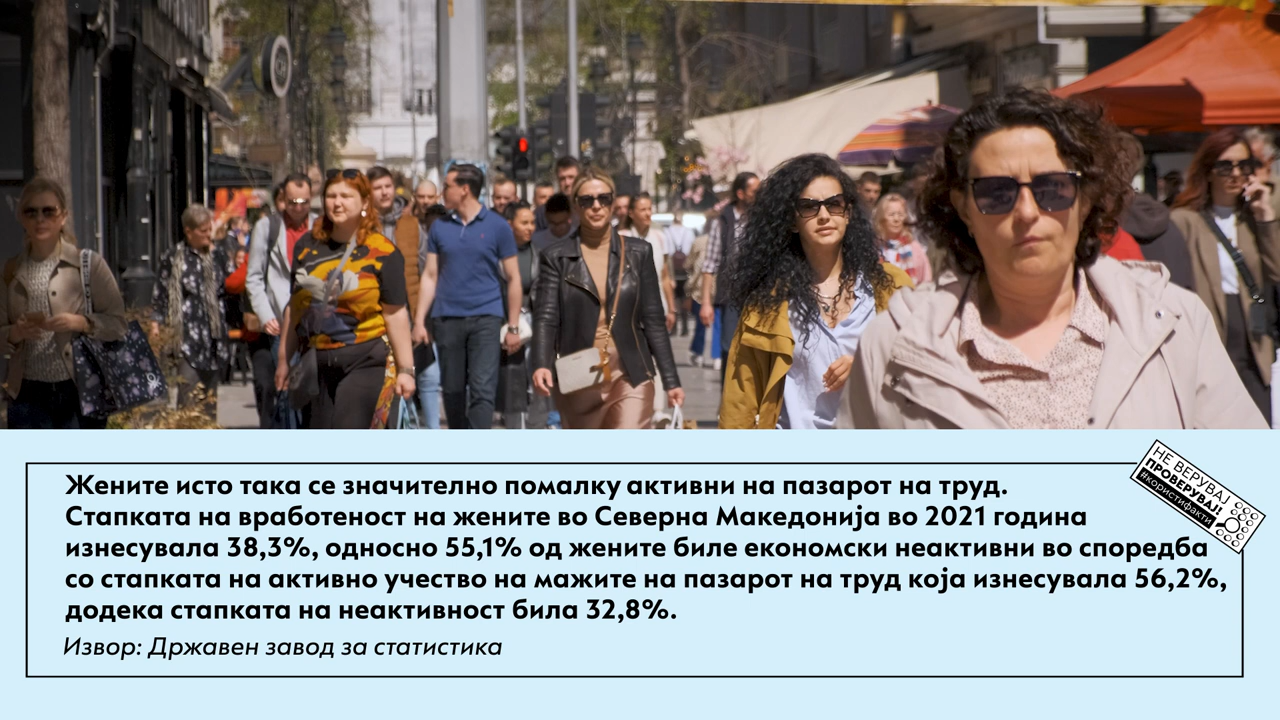 Жените исто така се значително помалку активни на пазарот на труд.
Стапката на вработеност на жените во Северна Македонија во 2021 година
изнесувала 38,3%, односно 55,1% од жените биле економски неактивни во споредба
со стапката на активно учество на мажите на пазарот на труд која изнесувала 56,2%,
додека стапката на неактивност била 32,8%.
Извор: Државен завод за статистика
НЕ ВЕРУВАЈ
ПРОВЕРУВАЈ!
#користифакти